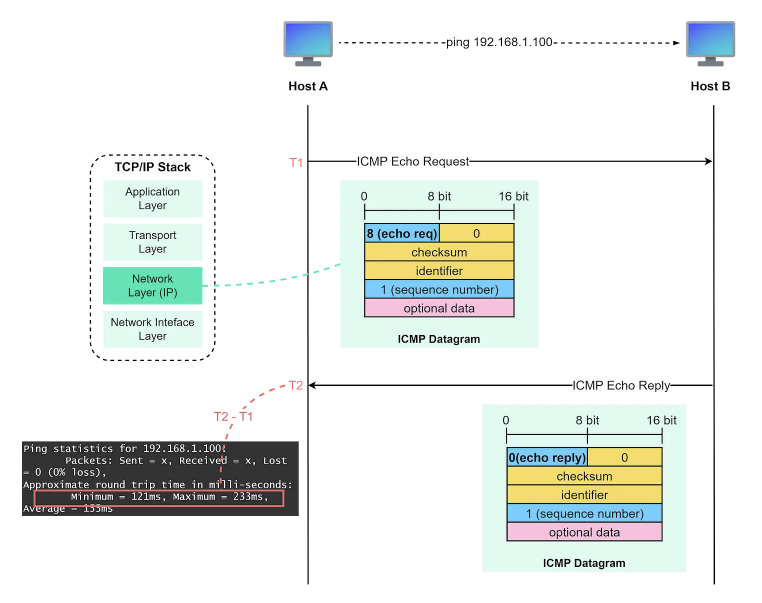 ping 192.168.1.100
Host A
Host B
TCP/IP Stack
Application
Layer
Transport
Layer
Network
Layer (IP)
Network Inteface
Layer
T1
ICMP Echo Request
0
8 bit
16 bit
8 (echo req)
0
checksum
identifier
1 (sequence number)
optional data
ICMP Datagram
T2
ICMP Echo Reply
T2 - T1
Ping statistics for 192.168.1.100:
Packets: Sent = x, Received = x, Lost
= 0 (0% loss),
Approximate round trip time in milli-seconds:
Minimum = 121ms, Maximum = 233ms,
Average = 155ms
0
8 bit
16 bit
0(echo reply)
0
checksum
identifier
1 (sequence number)
optional data
ICMP Datagram